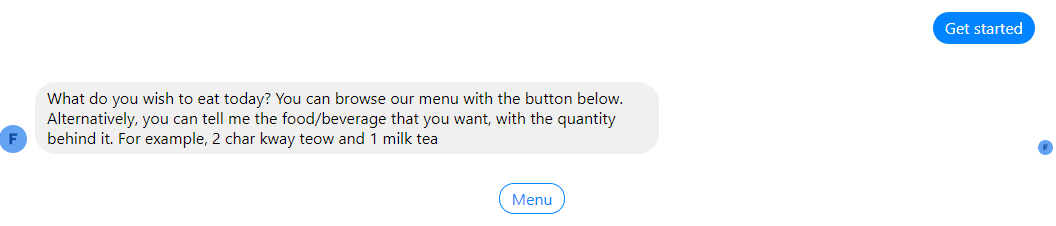 Get started
What do you wish to eat today? You can browse our menu with the button below.
Alternatively, you can tell me the food/beverage that you want, with the quantity
behind it. For example, 2 char kway teow and 1 milk tea
F
F
Menu